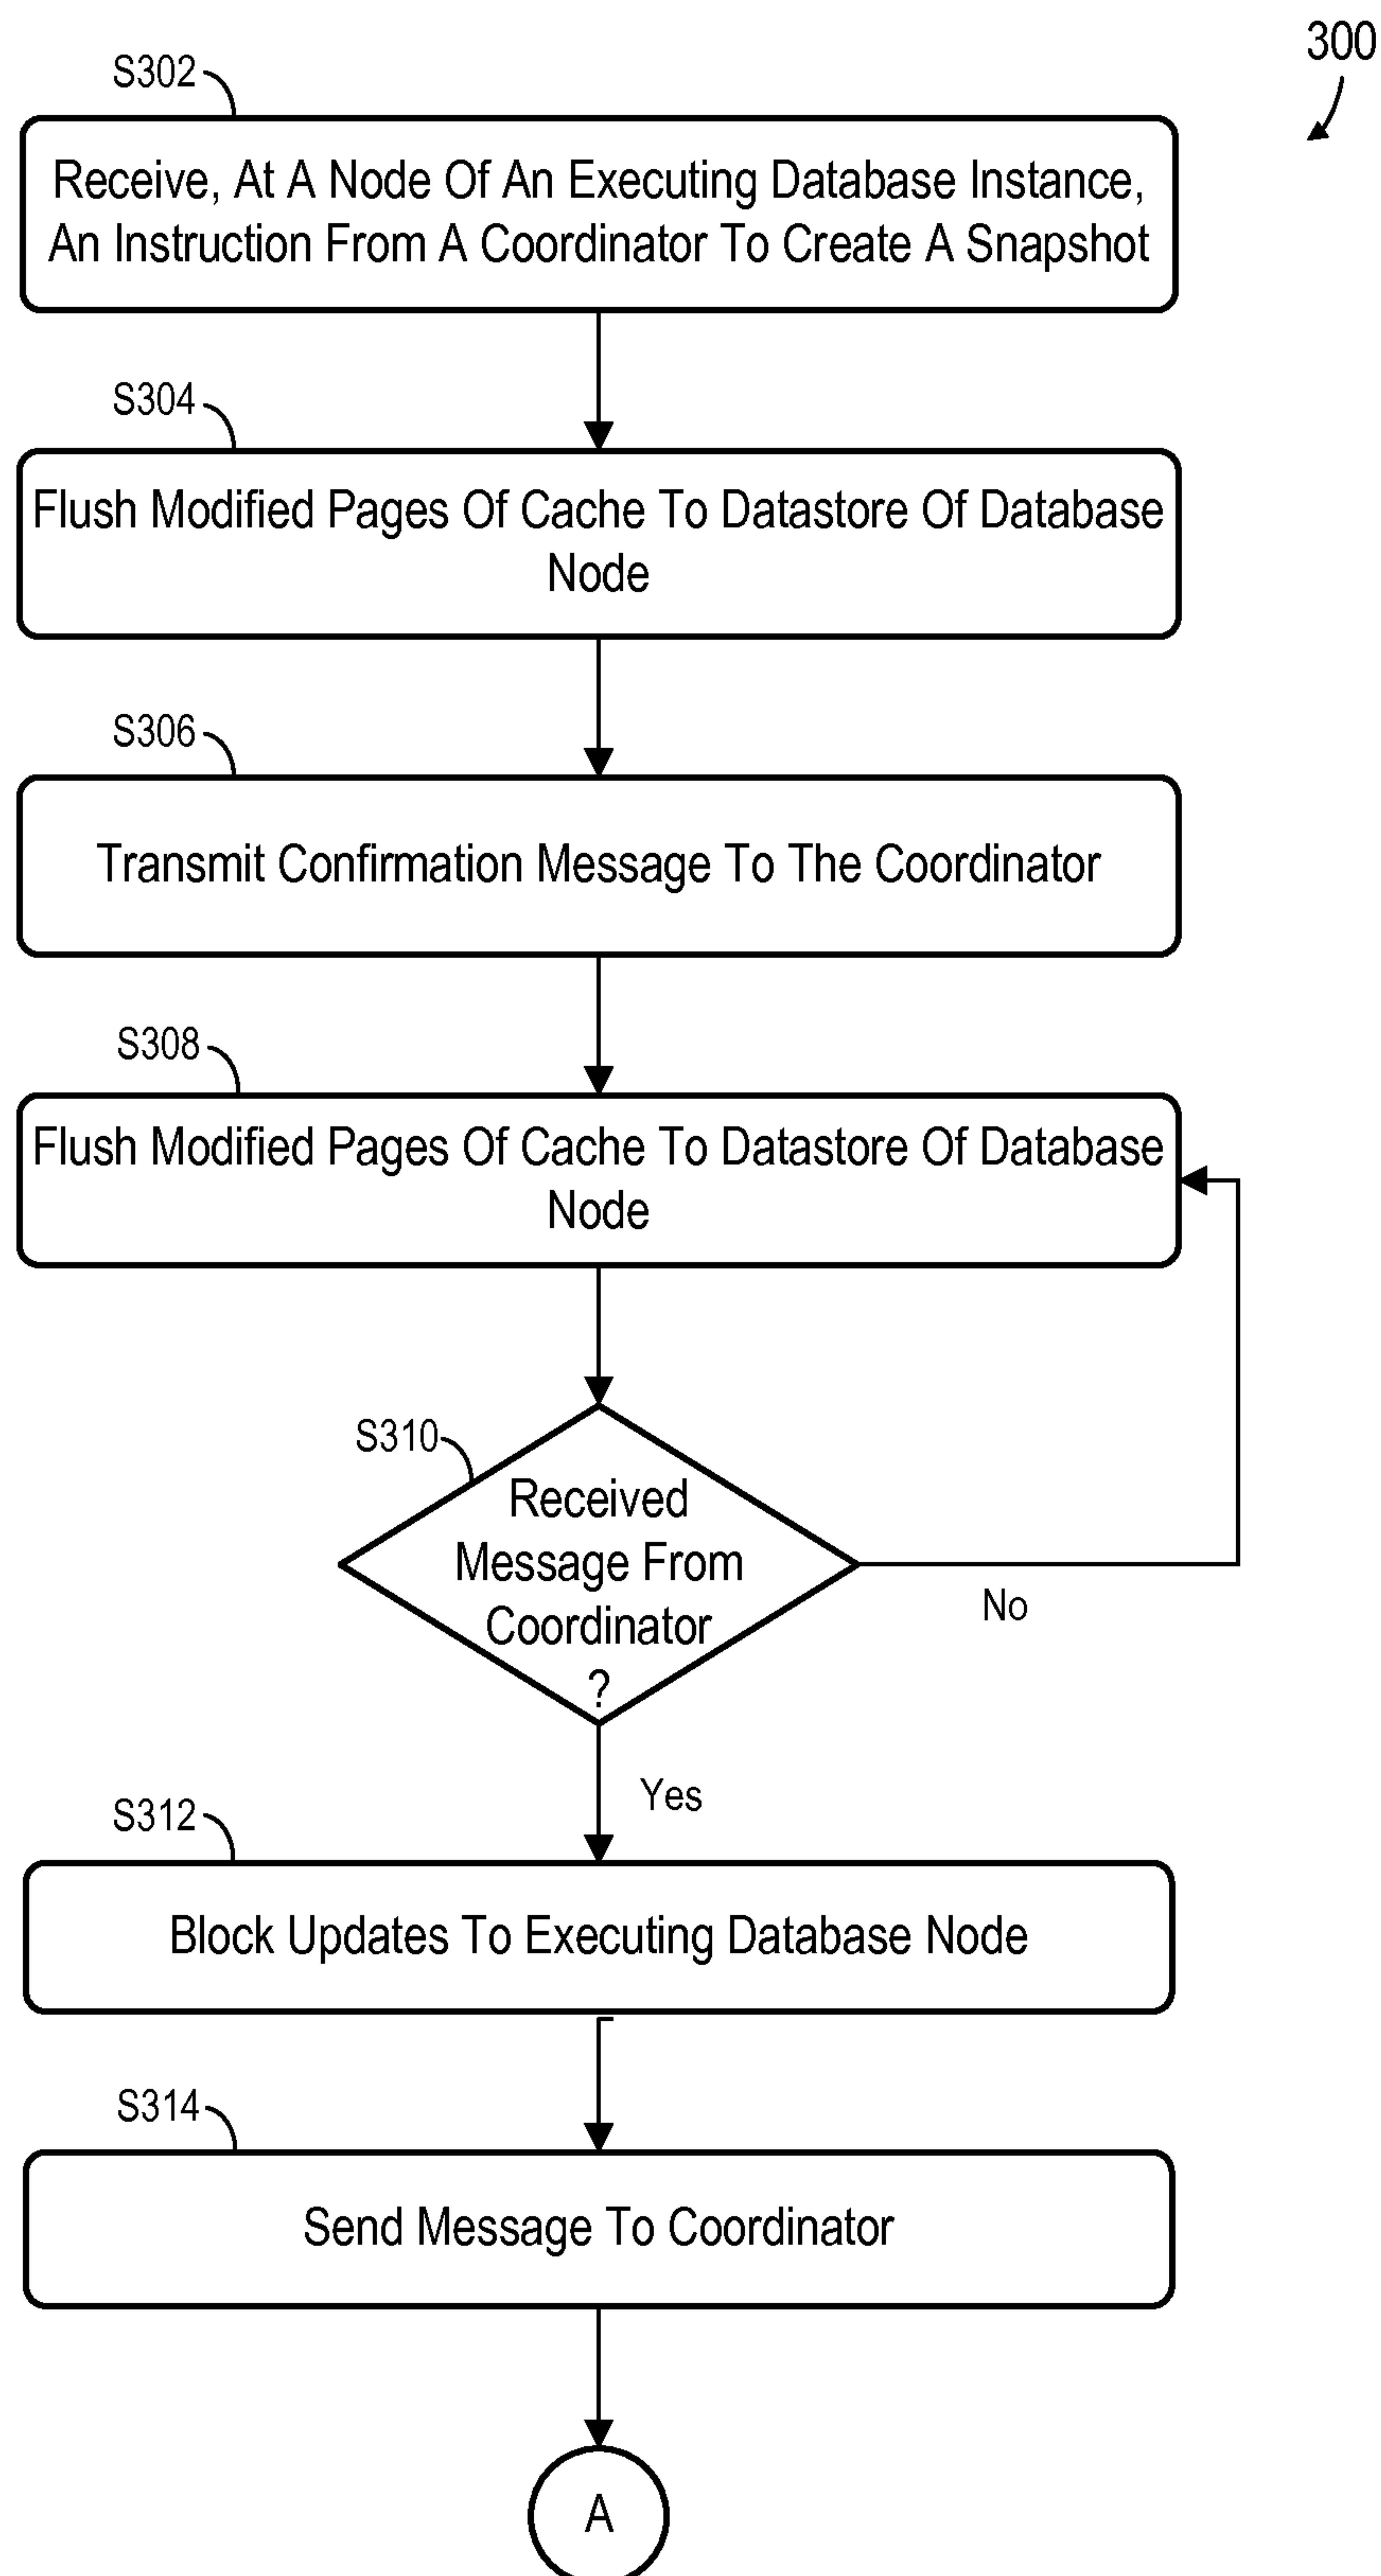 300
S302
Receive, At A Node Of An Executing Database Instance,
An Instruction From A Coordinator To Create A Snapshot
S304
Flush Modified Pages Of Cache To Datastore Of Database
Node
S306
Transmit Confirmation Message To The Coordinator
S308
Flush Modified Pages Of Cache To Datastore Of Database
Node
S310
Received
Message From
Coordinator
?
No
Yes
S312
Block Updates To Executing Database Node
S314
Send Message To Coordinator
A